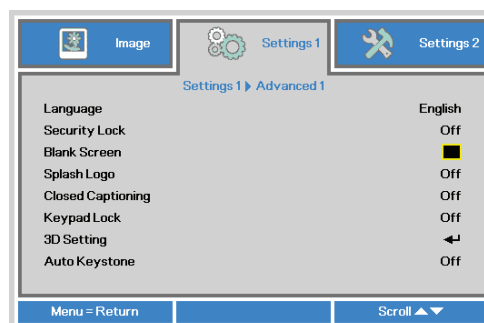 Image
Settings 1
Settings 2
Settings 1 Advanced 1
Language English
Security Lock Off
Blank Screen
Splash Logo Off
Closed Captioning Off
Keypad Lock Off
3D Setting
Auto Keystone Off
Menu = Return
Scroll